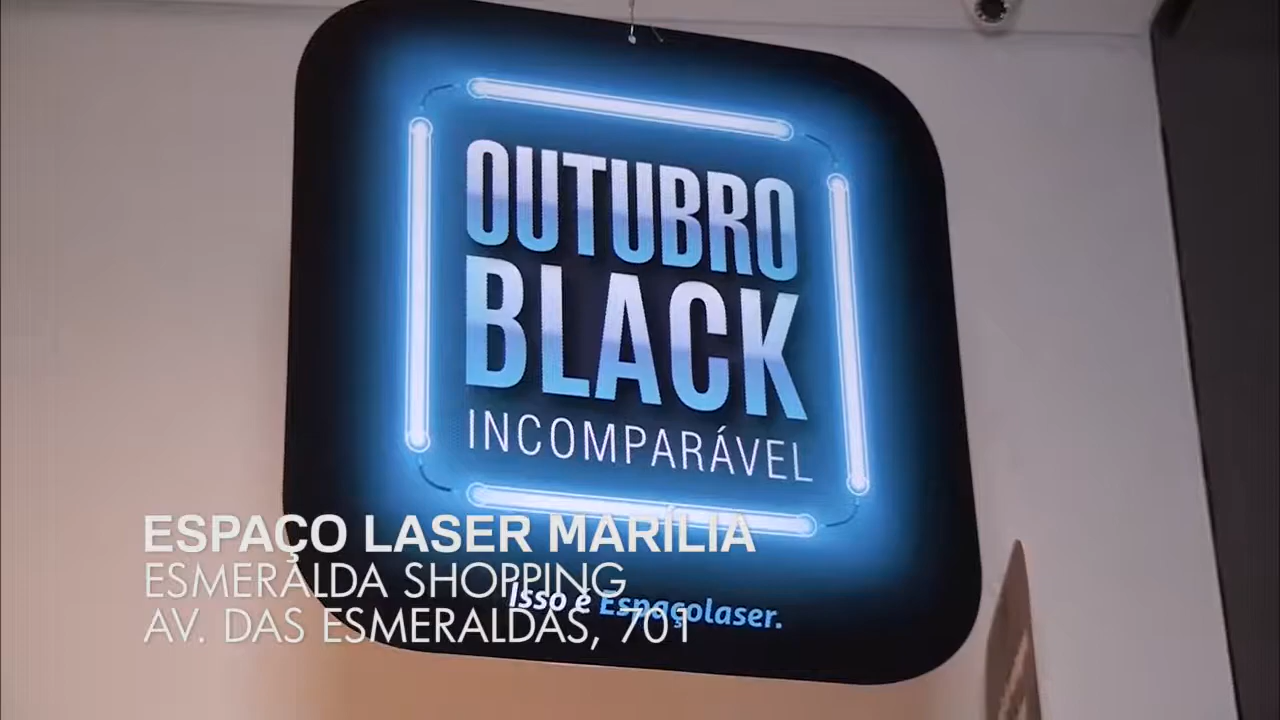 OUTUBRO
BLACK
INCOMPARÁVEL
Isso é Espaçolaser.
ESPAÇO LASER MARÍLIA
ESMERALDA SHOPPING
AV. DAS ESMERALDAS, 701